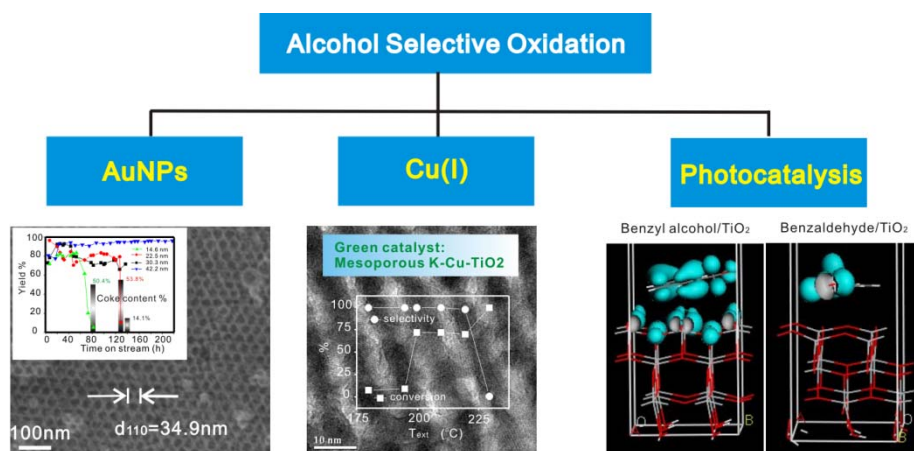 Alcohol Selective Oxidation
AuNPs
Cu(I)
Photocatalysis
100
80
60
40
20
0
Yield %
14.6 nm
22.5 nm
30.3 nm
42.2 nm
50.4%
53.8%
Coke content %
14.1%
0 40 80 120 160 200
Time on stream (h)
d110=34.9nm
100nm
Green catalyst:
Mesoporous K-Cu-TiO2
100
75
50
25
0
%
selectivity
conversion
175 200 225
Text (°C)
10 nm
Benzyl alcohol/TiO₂
Benzaldehyde/TiO₂
O
B
O
B